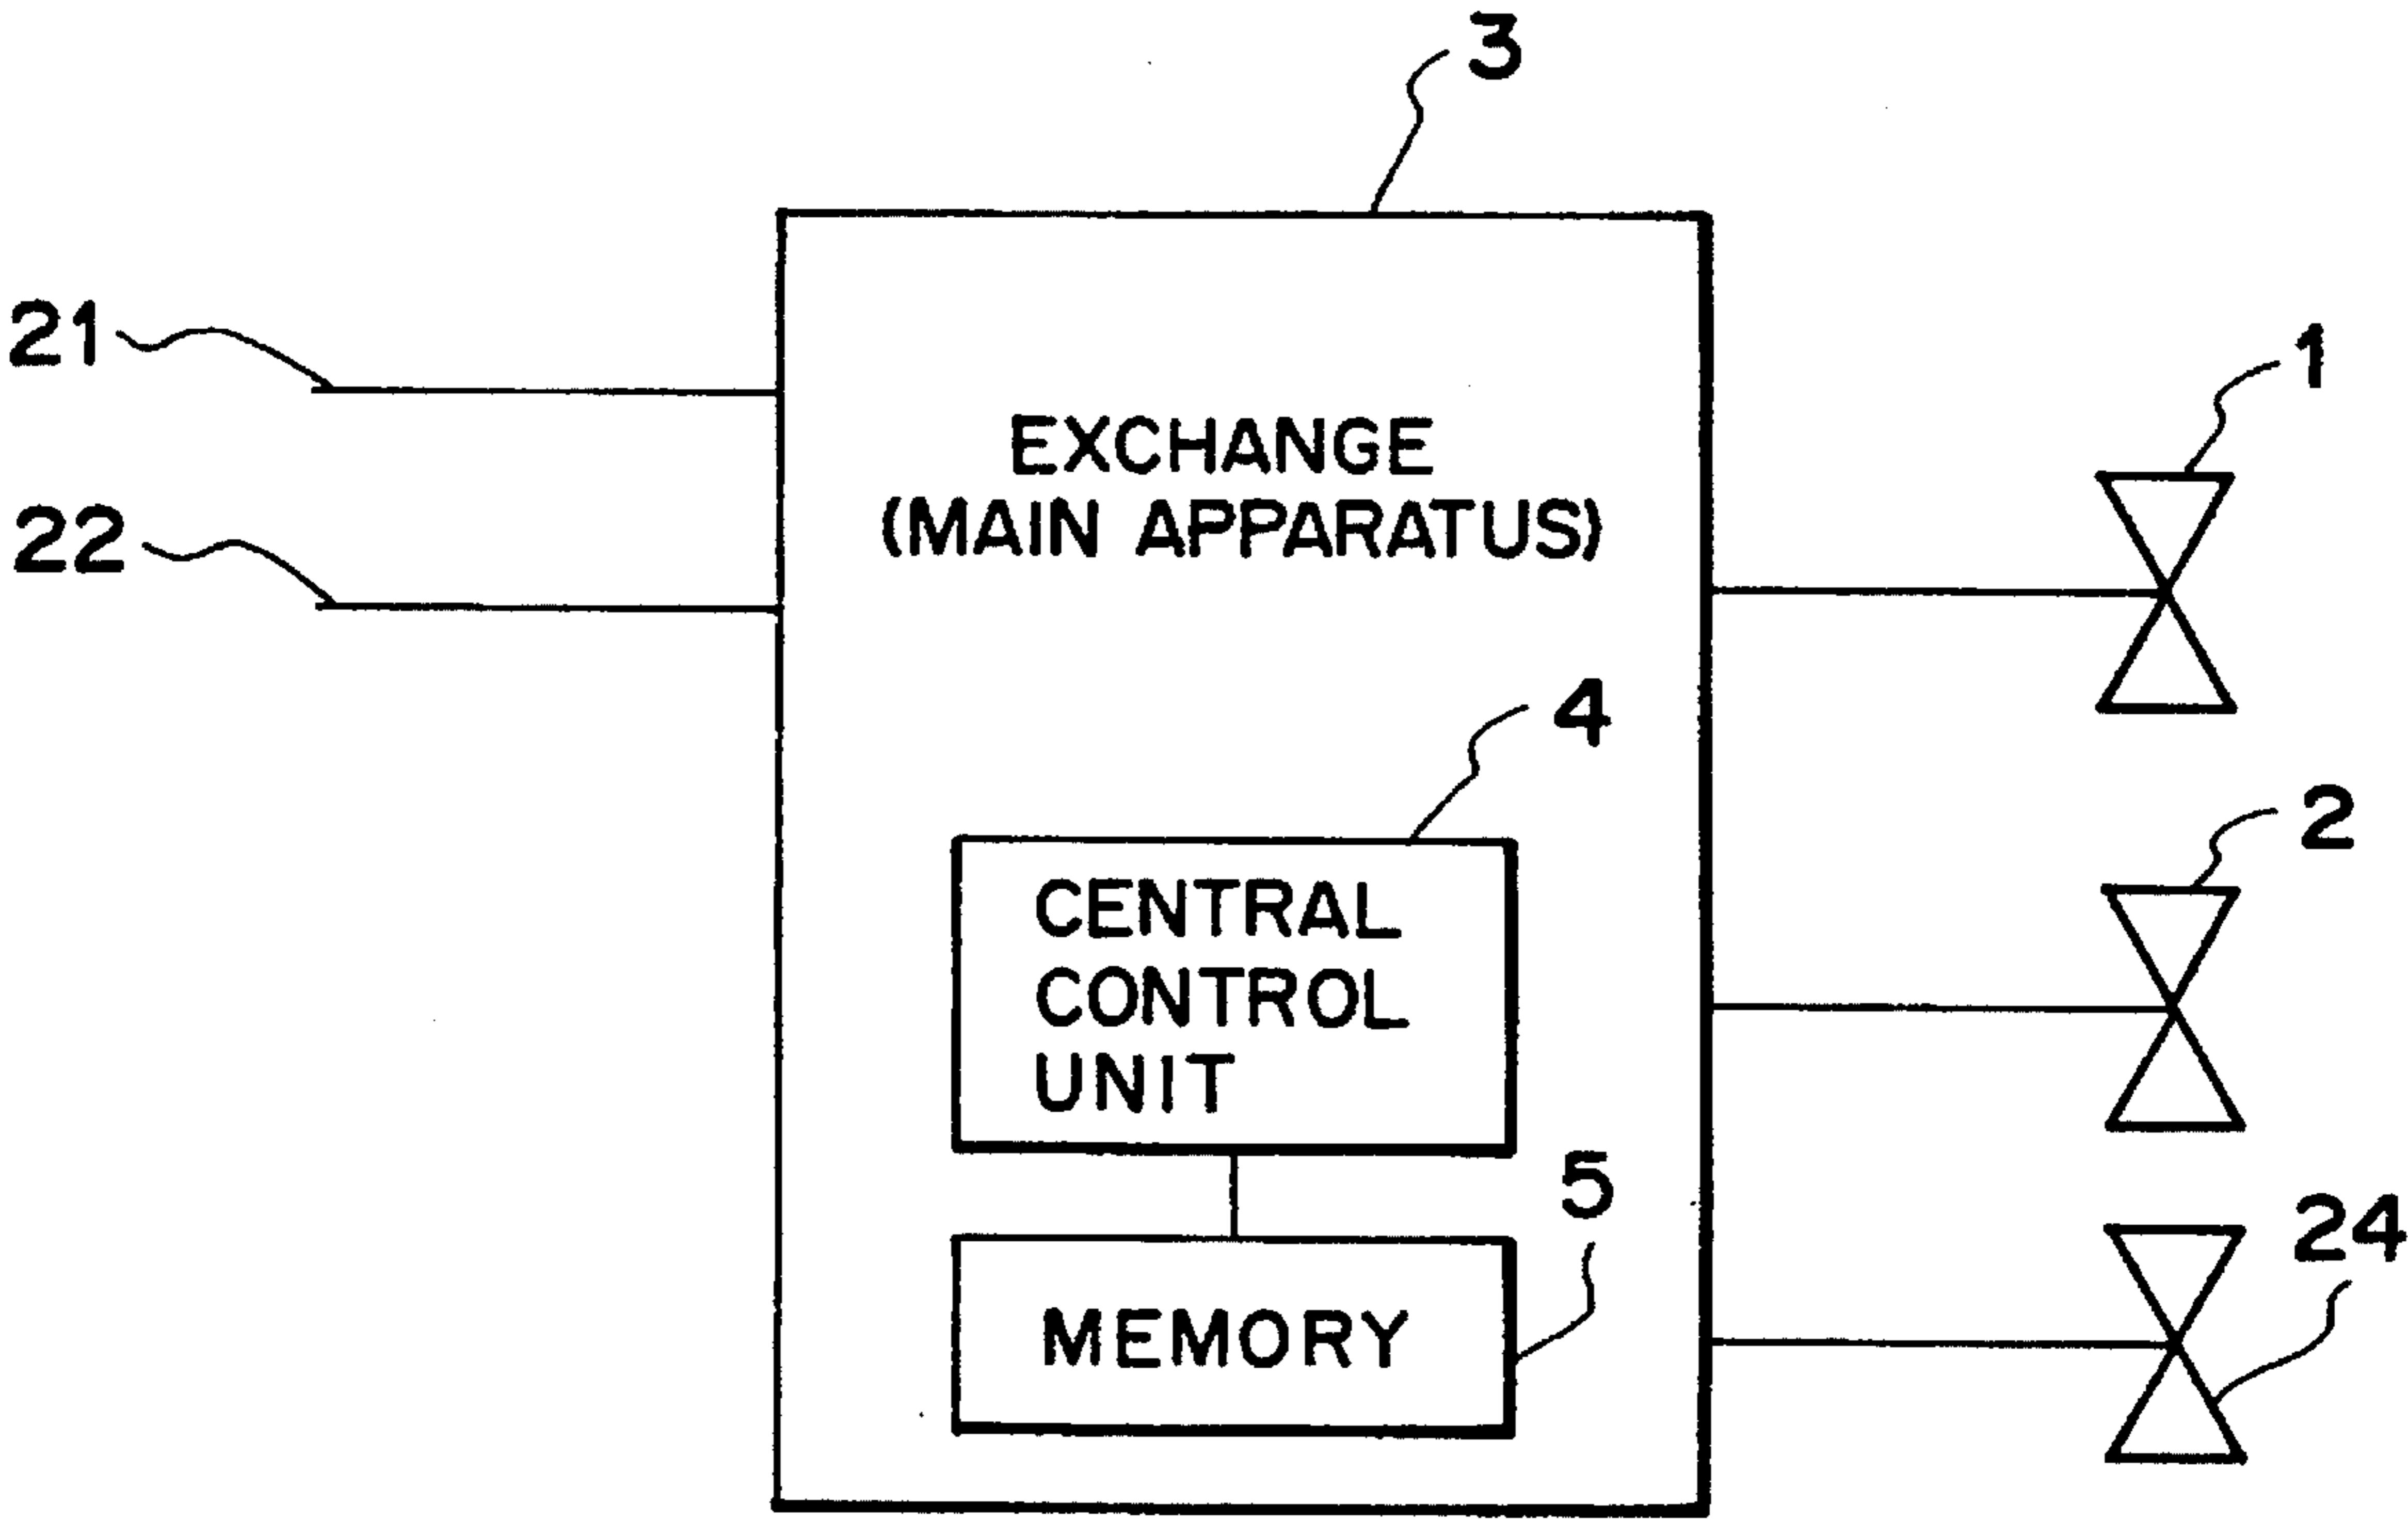 3
21
1
EXCHANGE
(MAIN APPARATUS)
22
4
2
CENTRAL
CONTROL
UNIT
5
24
MEMORY